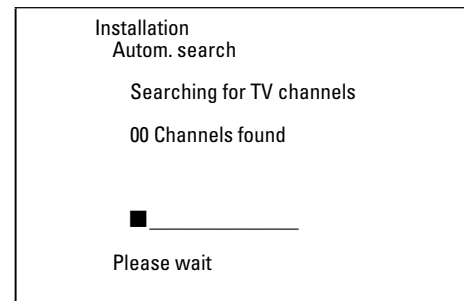 Installation
Autom. search
Searching for TV channels
00 Channels found
Please wait